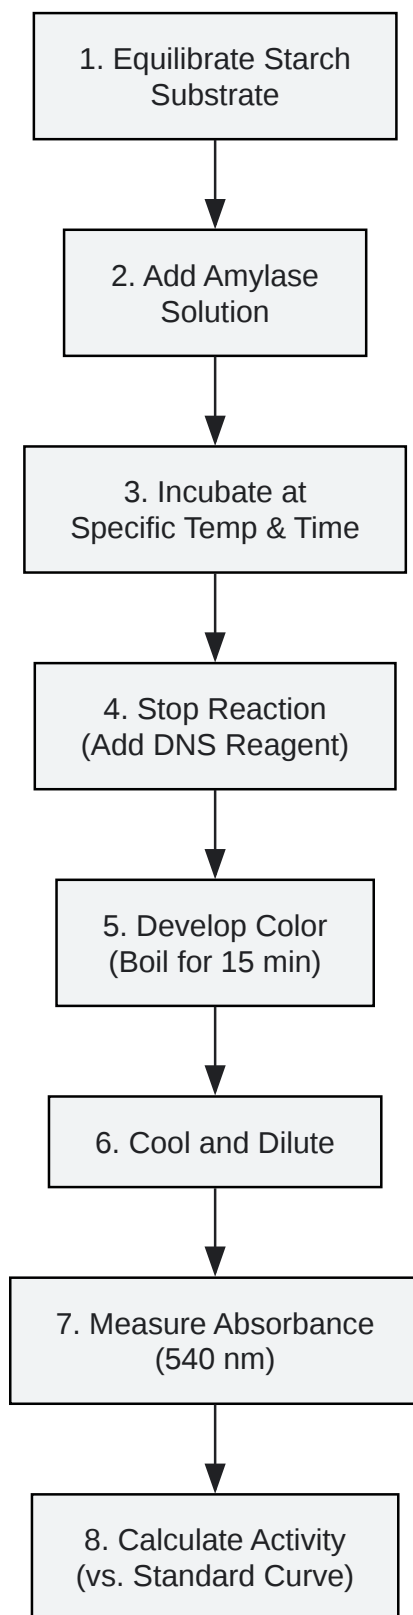 1. Equilibrate Starch
Substrate
2. Add Amylase
Solution
3. Incubate at
Specific Temp & Time
4. Stop Reaction
(Add DNS Reagent)
5. Develop Color
(Boil for 15 min)
6. Cool and Dilute
7. Measure Absorbance
(540 nm)
8. Calculate Activity
(vs. Standard Curve)